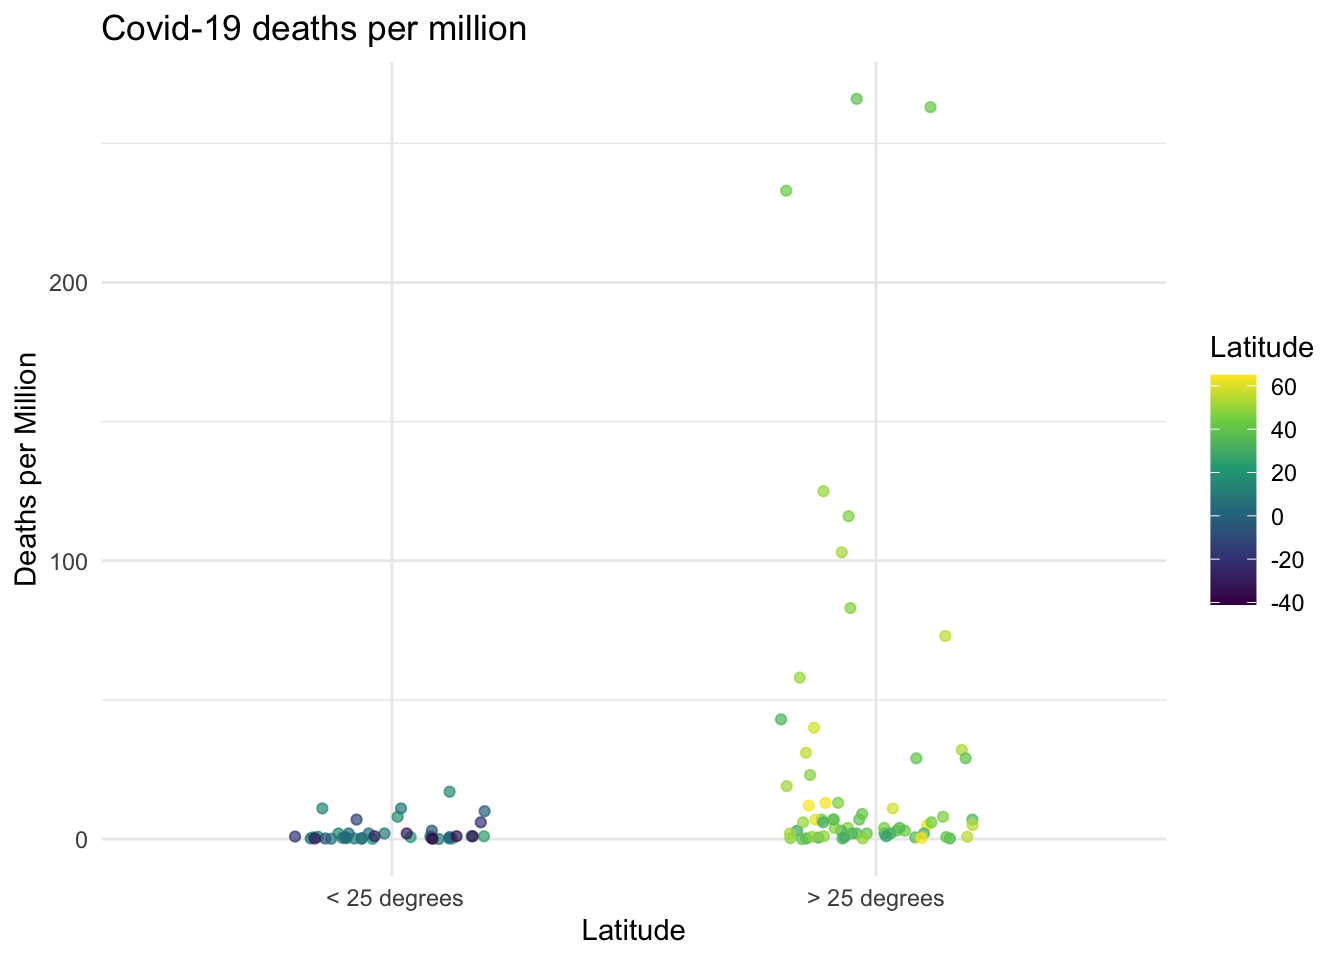 Covid-19 deaths per million
Deaths per Million
200
100
0
< 25 degrees
> 25 degrees
Latitude
Latitude
60
40
20
0
-20
-40